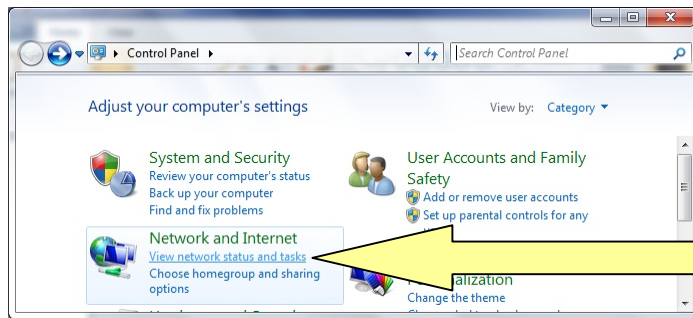 Control Panel
Search Control Panel
Adjust your computer's settings
View by: Category
System and Security
Review your computer's status
Back up your computer
Find and fix problems
Network and Internet
View network status and tasks
Choose homegroup and sharing
options
User Accounts and Family
Safety
Add or remove user accounts
Set up parental controls for any
Change the theme